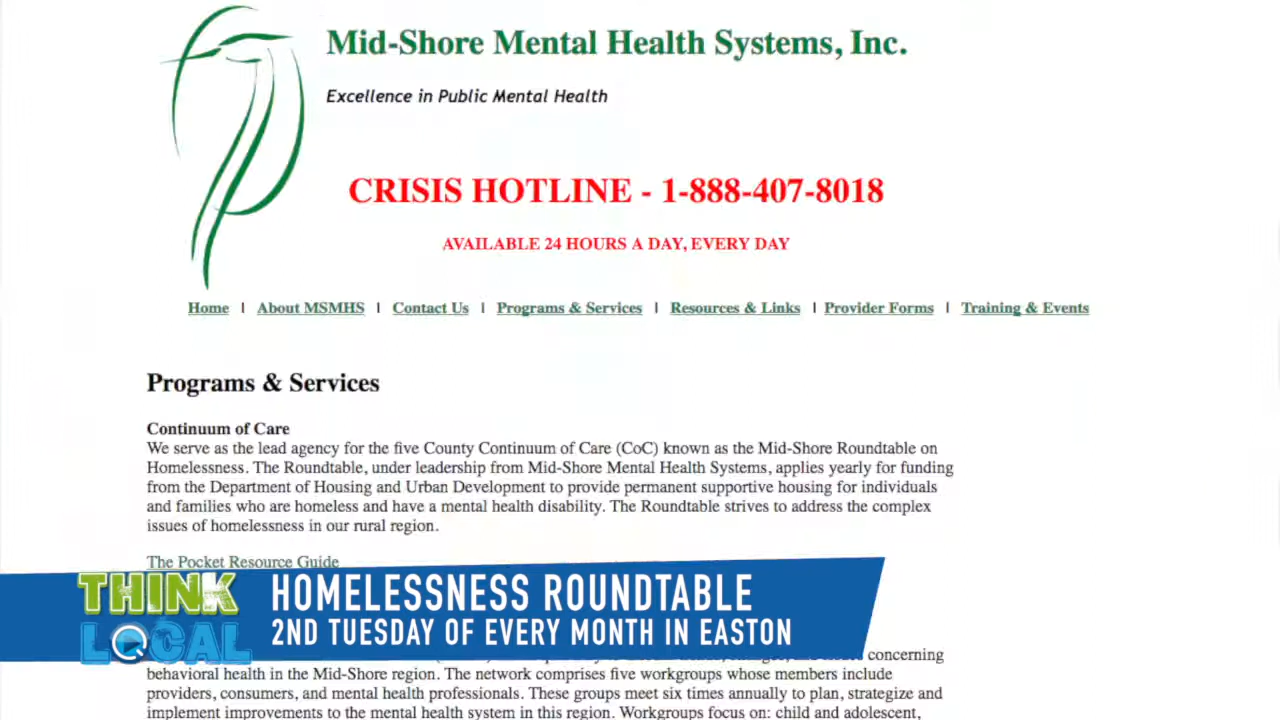 Mid-Shore Mental Health Systems, Inc.
Excellence in Public Mental Health
CRISIS HOTLINE - 1-888-407-8018
AVAILABLE 24 HOURS A DAY, EVERY DAY
Home | About MSMHS | Contact Us | Programs & Services | Resources & Links | Provider Forms | Training & Events
Programs & Services
Continuum of Care
We serve as the lead agency for the five County Continuum of Care (CoC) known as the Mid-Shore Roundtable on
Homelessness. The Roundtable, under leadership from Mid-Shore Mental Health Systems, applies yearly for funding
from the Department of Housing and Urban Development to provide permanent supportive housing for individuals
and families who are homeless and have a mental health disability. The Roundtable strives to address the complex
issues of homelessness in our rural region.
The Pocket Resource Guide
THINK
LOCAL
HOMELESSNESS ROUNDTABLE
2ND TUESDAY OF EVERY MONTH IN EASTON
concerning
behavioral health in the Mid-Shore region. The network comprises five workgroups whose members include
providers, consumers, and mental health professionals. These groups meet six times annually to plan, strategize and
implement improvements to the mental health system in this region. Workgroups focus on: child and adolescent,